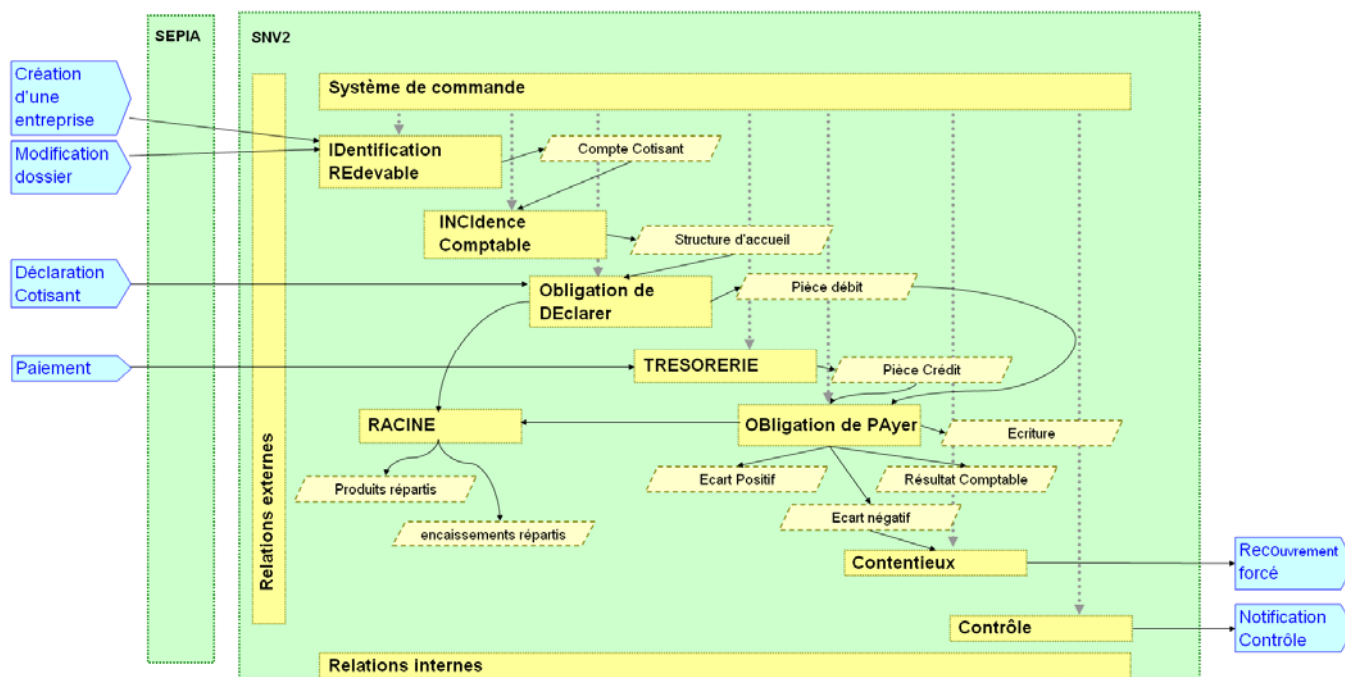 SEPIA
SNV2
Création
d'une
entreprise
Modification
dossier
Déclaration
Cotisant
Paiement
Relations externes
Système de commande
IDentification
REdevable
Compte Cotisant
INCIdence
Comptable
Structure d'accueil
Obligation de
DEclarer
Pièce débit
TRESORERIE
Pièce Crédit
RACINE
OBligation de PAyer
Ecriture
Produits répartis
encaissements répartis
Ecart Positif
Résultat Comptable
Ecart négatif
Contentieux
Recouvrement
forcé
Contrôle
Notification
Contrôle
Relations internes